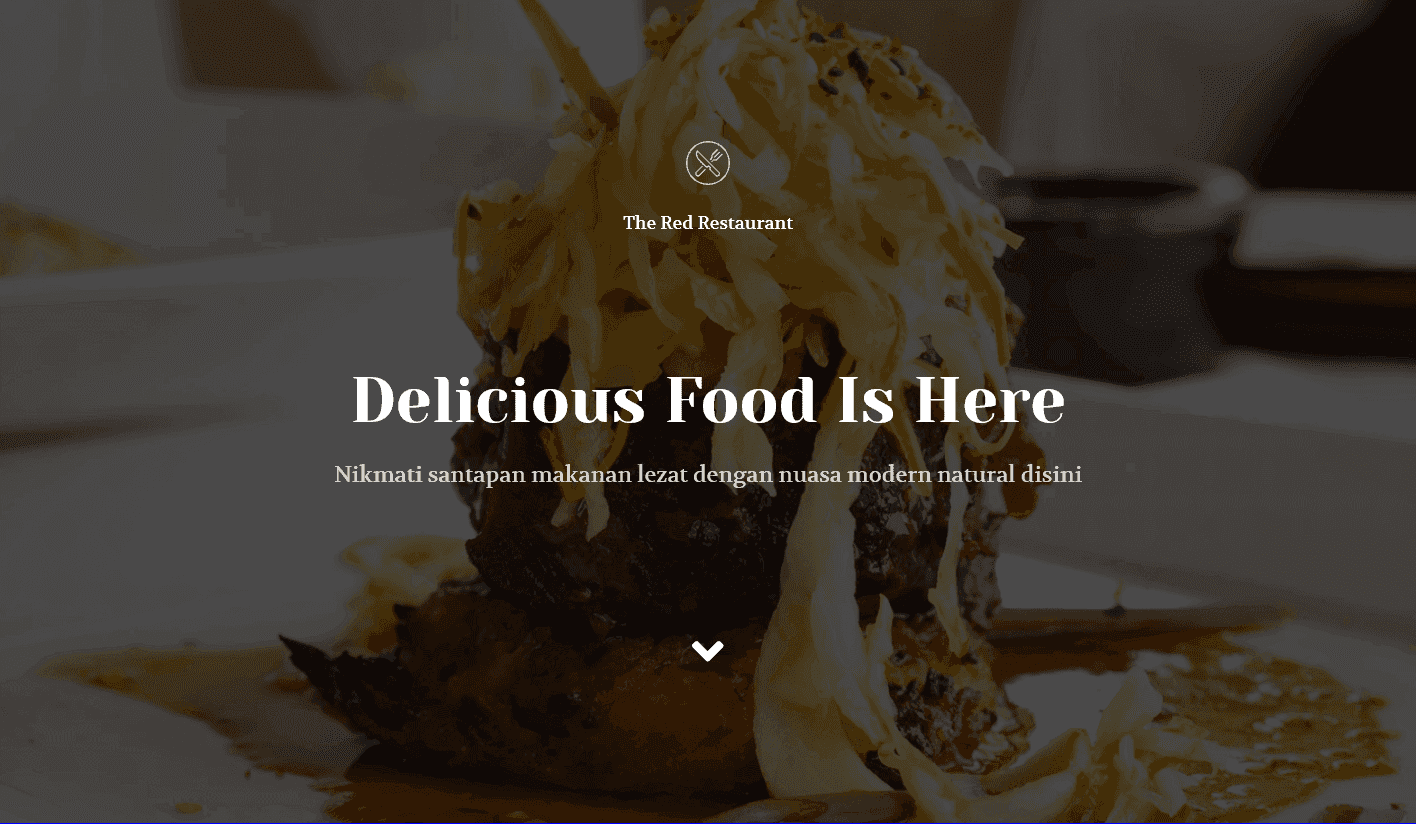 The Red Restaurant
Delicious Food Is Here
Nikmati santapan makanan lezat dengan nuasa modern natural disini